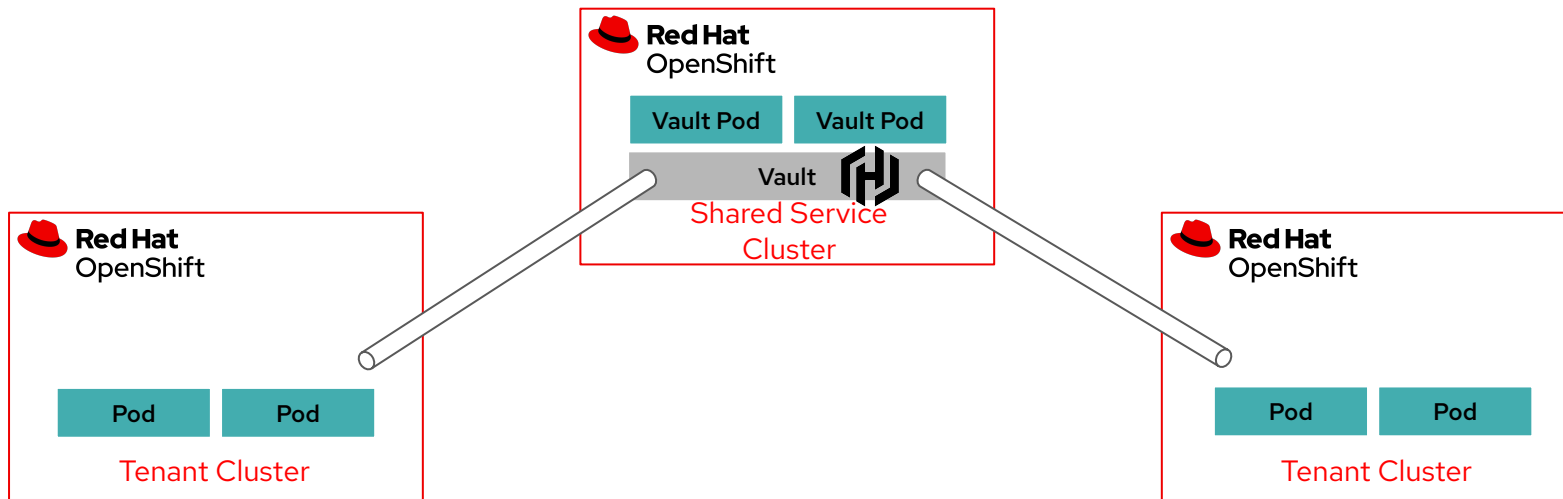 Red Hat
OpenShift
Vault Pod
Vault Pod
Vault
Shared Service
Cluster
Red Hat
OpenShift
Pod
Pod
Tenant Cluster
Red Hat
OpenShift
Pod
Pod
Tenant Cluster